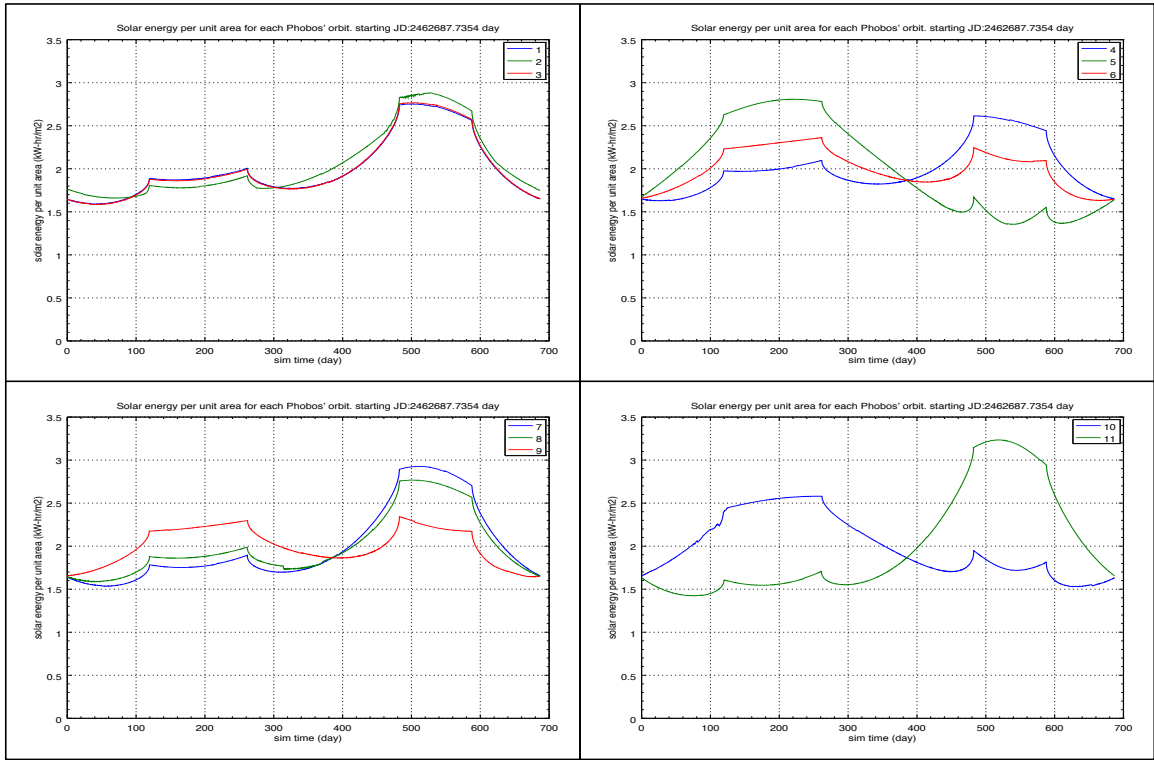 Solar energy per unit area for each Phobos' orbit. starting JD:2462687.7354 day
solar energy per unit area (kW-hr/m2)
3.5
3
2.5
2
1.5
1
0.5
0
0 100 200 300 400 500 600 700
sim time (day)
1
2
3
Solar energy per unit area for each Phobos' orbit. starting JD:2462687.7354 day
solar energy per unit area (kW-hr/m2)
3.5
3
2.5
2
1.5
1
0.5
0
0 100 200 300 400 500 600 700
sim time (day)
4
5
6
Solar energy per unit area for each Phobos' orbit. starting JD:2462687.7354 day
solar energy per unit area (kW-hr/m2)
3.5
3
2.5
2
1.5
1
0.5
0
0 100 200 300 400 500 600 700
sim time (day)
7
8
9
Solar energy per unit area for each Phobos' orbit. starting JD:2462687.7354 day
solar energy per unit area (kW-hr/m2)
3.5
3
2.5
2
1.5
1
0.5
0
0 100 200 300 400 500 600 700
sim time (day)
10
11